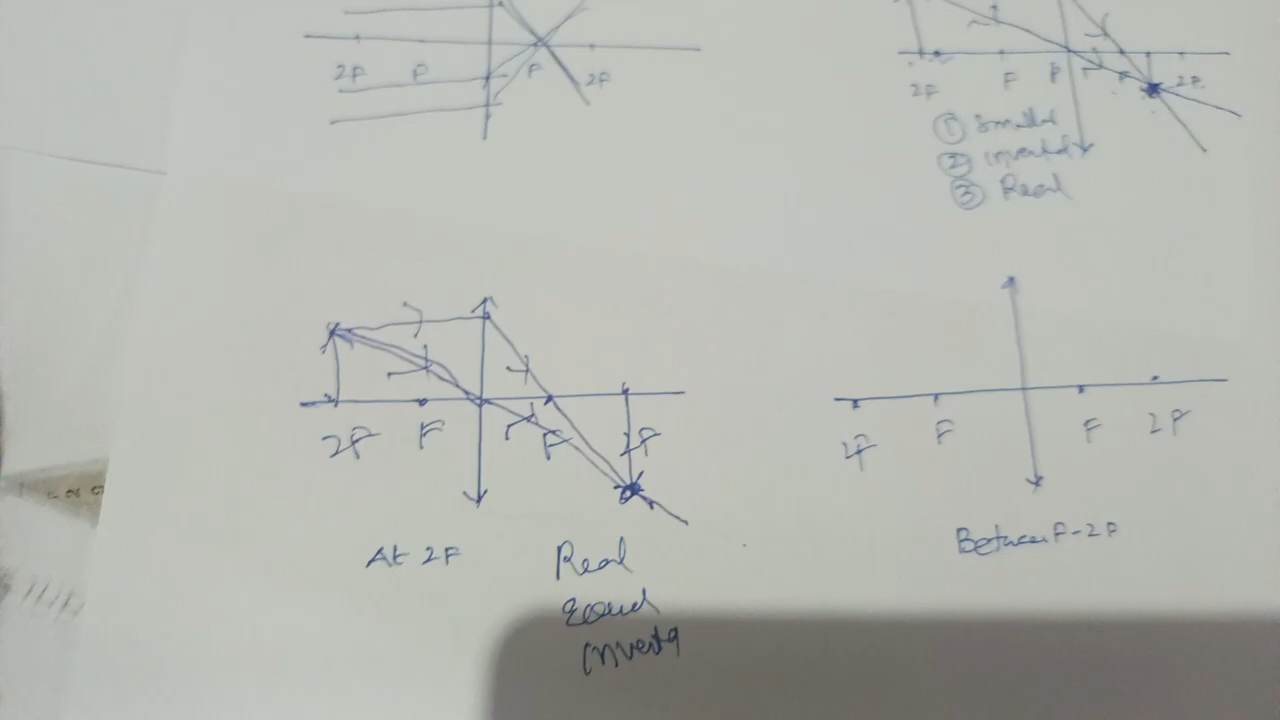 2F F F 2F
2F F F F 2F
① Smaller
② inverted
③ Real
2F F F 2F
2F F F 2F
At 2F
Real
Equal
inverted
Between F-2F